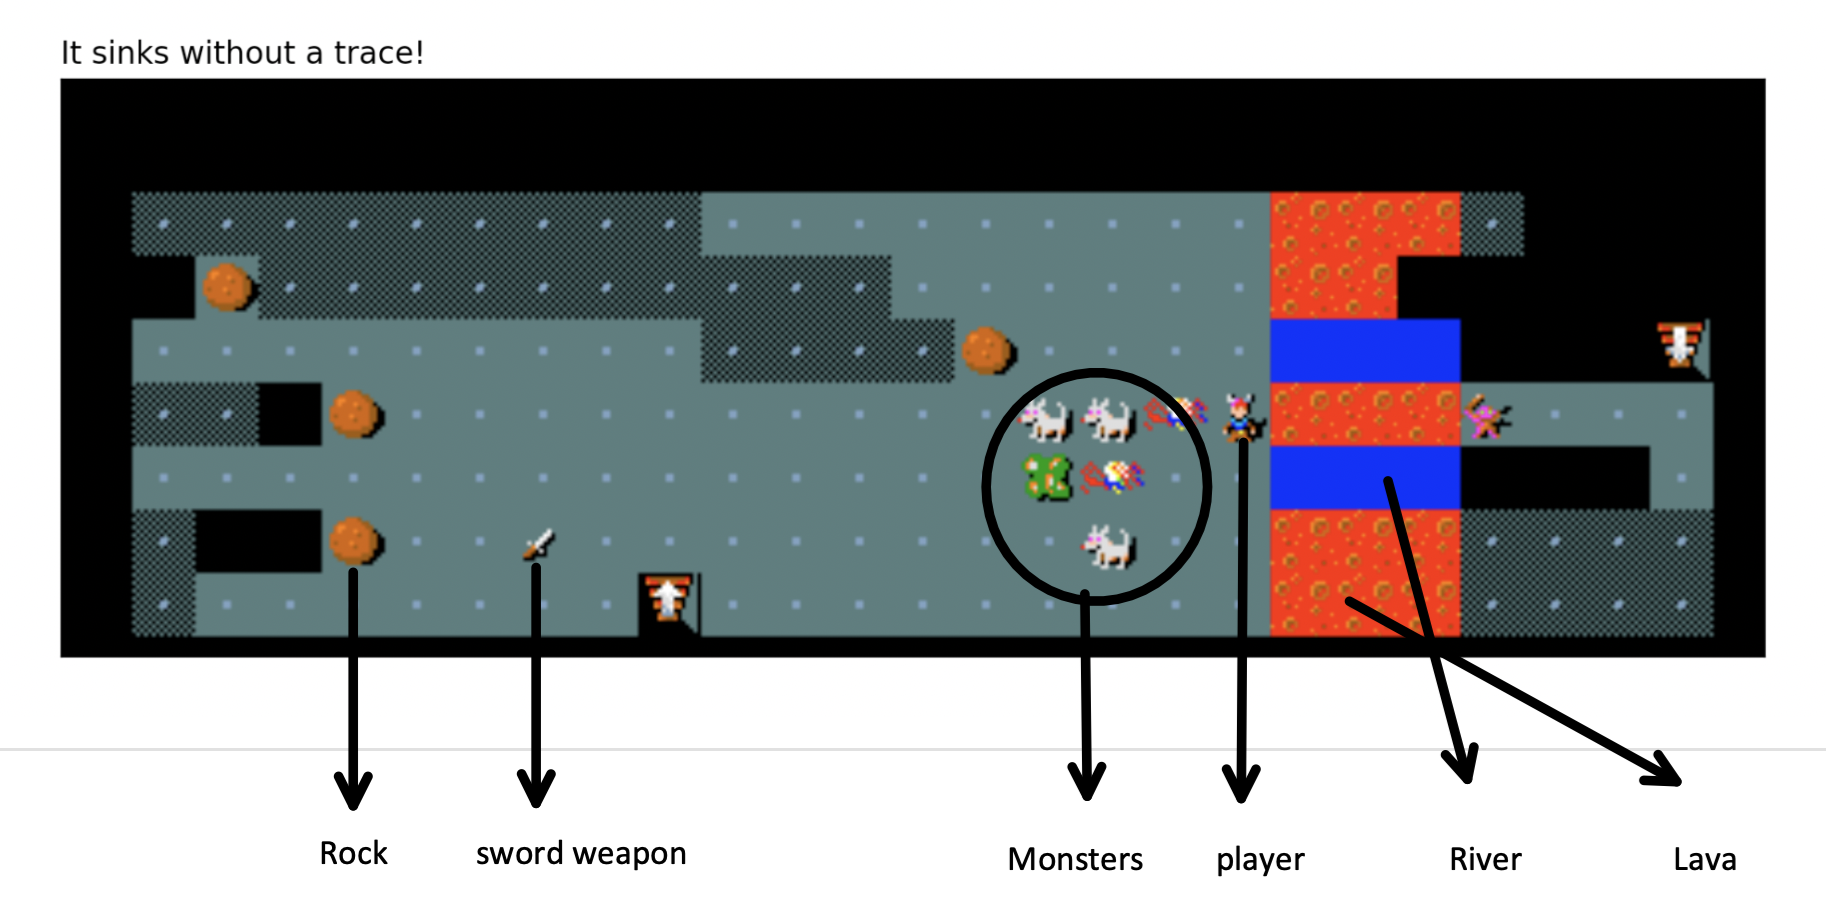 It sinks without a trace!
Rock
sword weapon
Monsters
player
River
Lava